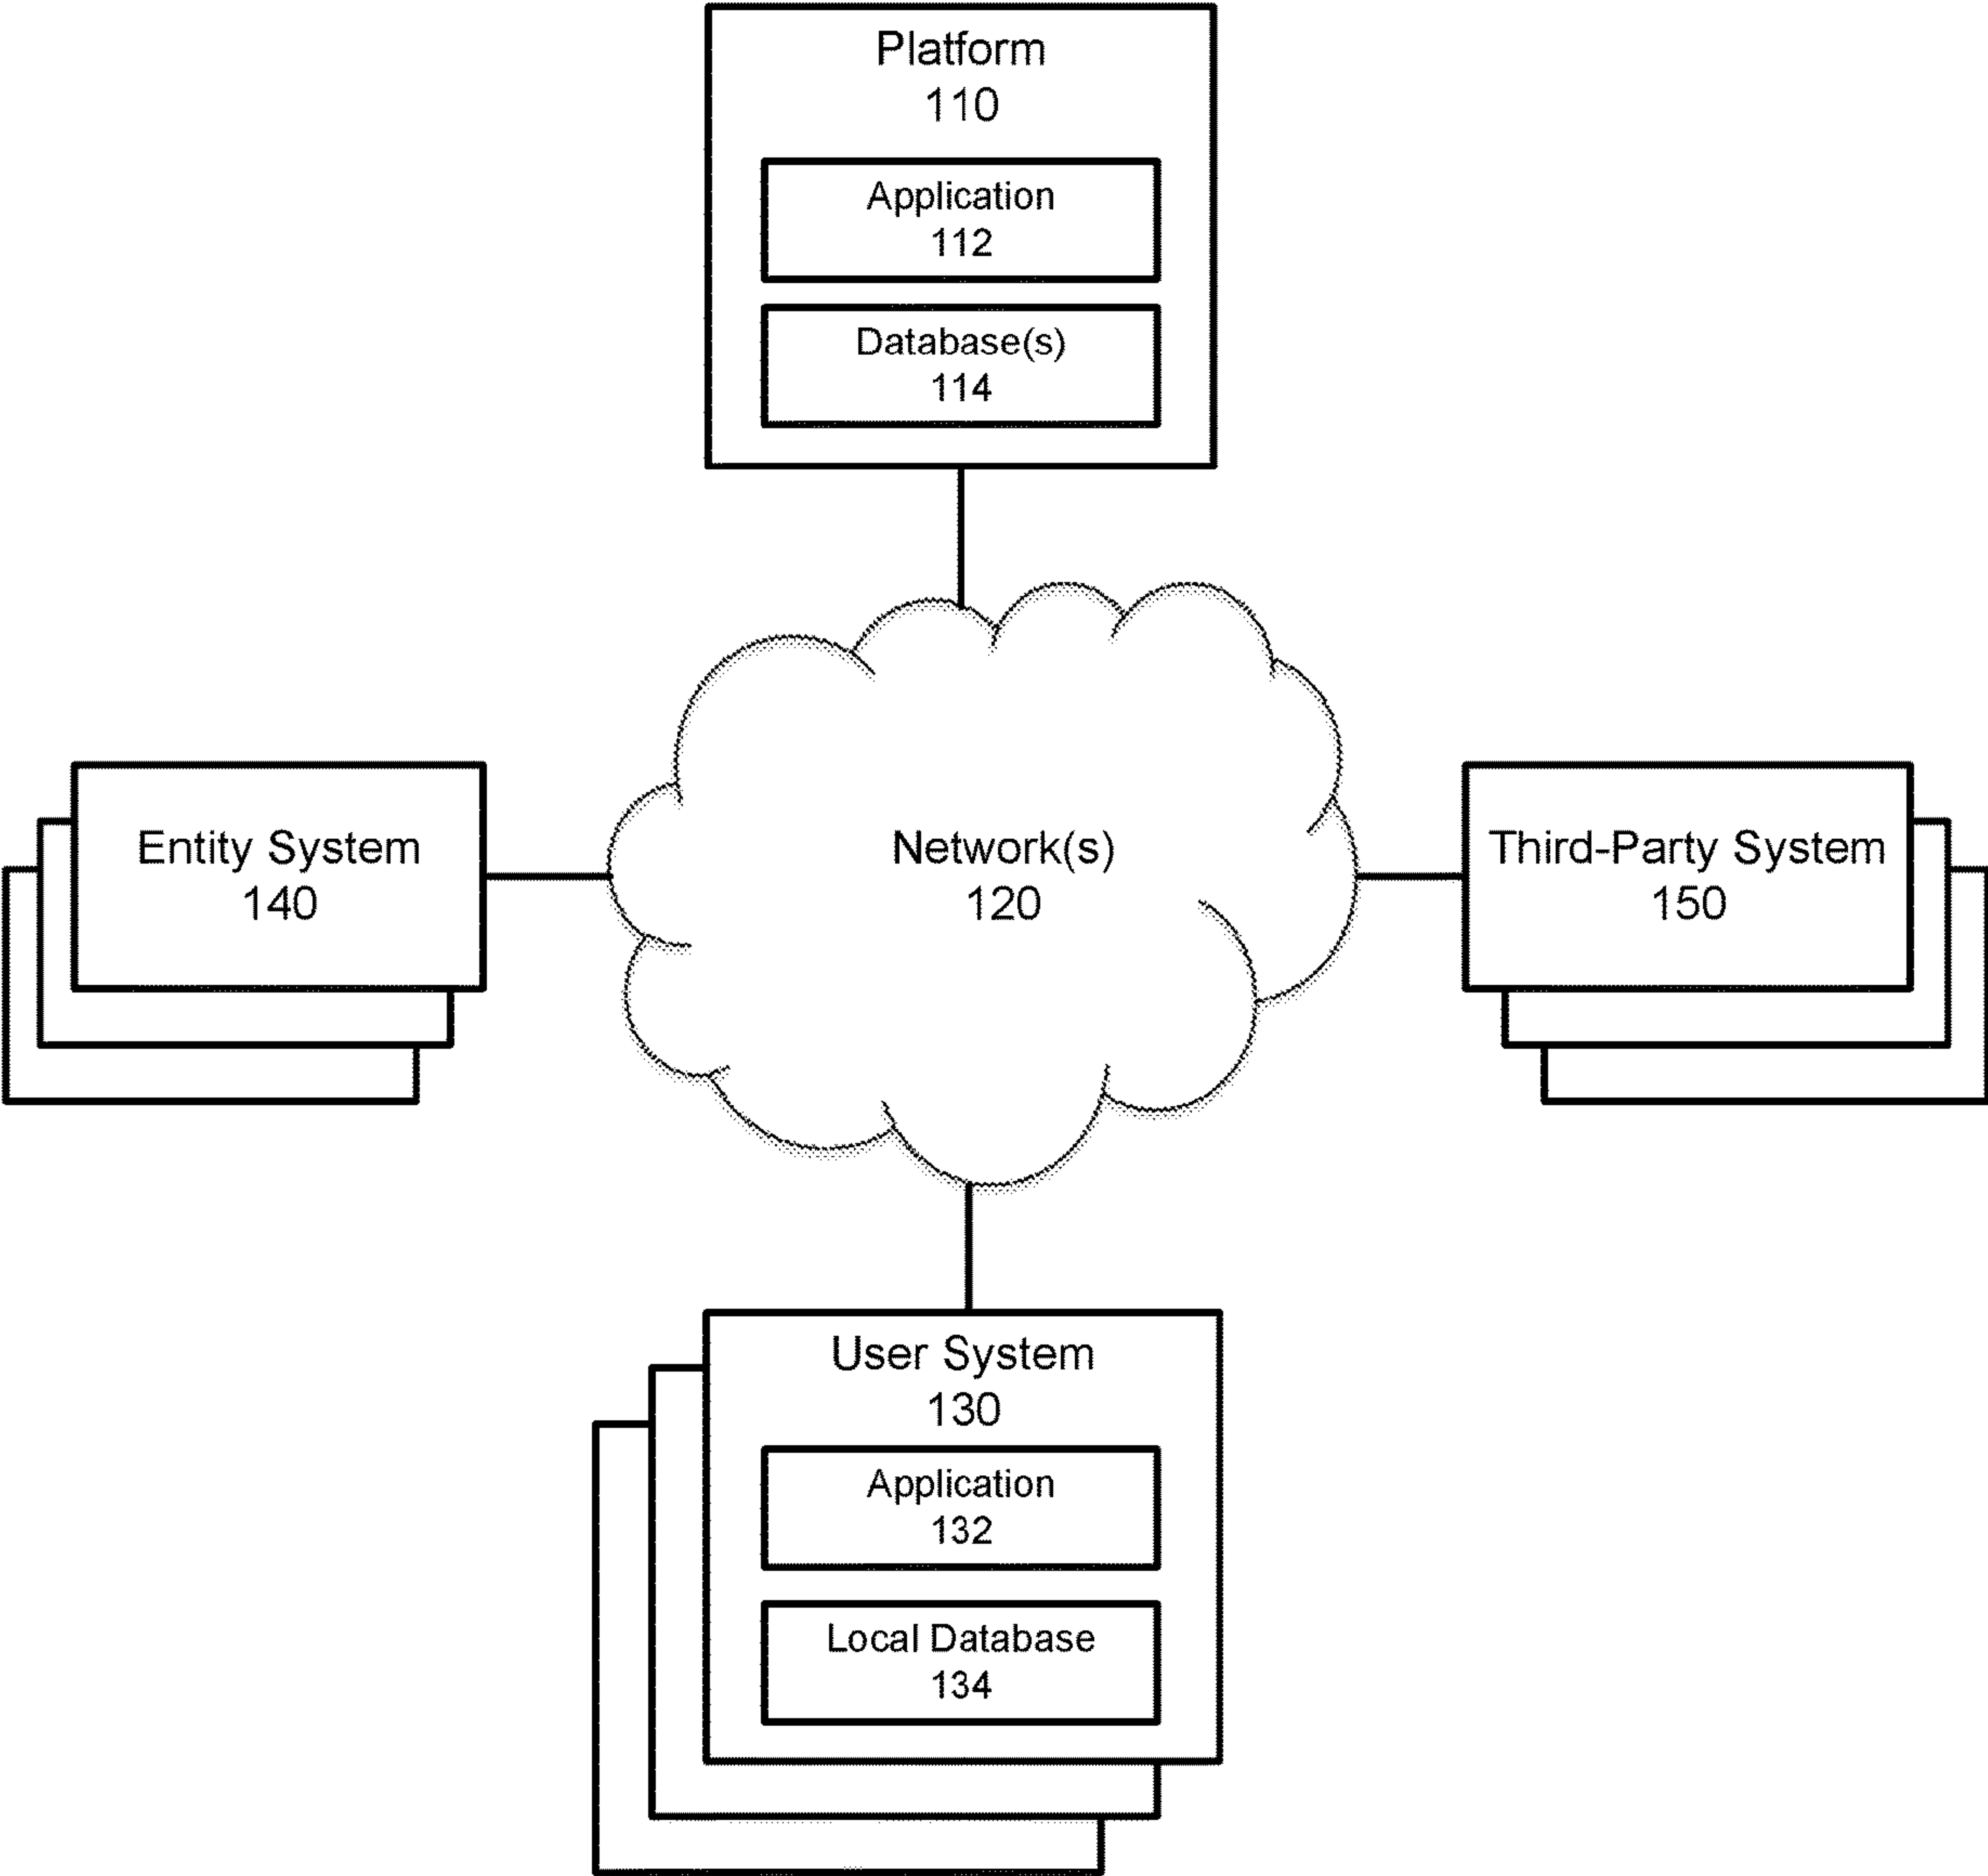 Platform
110
Application
112
Database(s)
114
Entity System
140
Network(s)
120
Third-Party System
150
User System
130
Application
132
Local Database
134